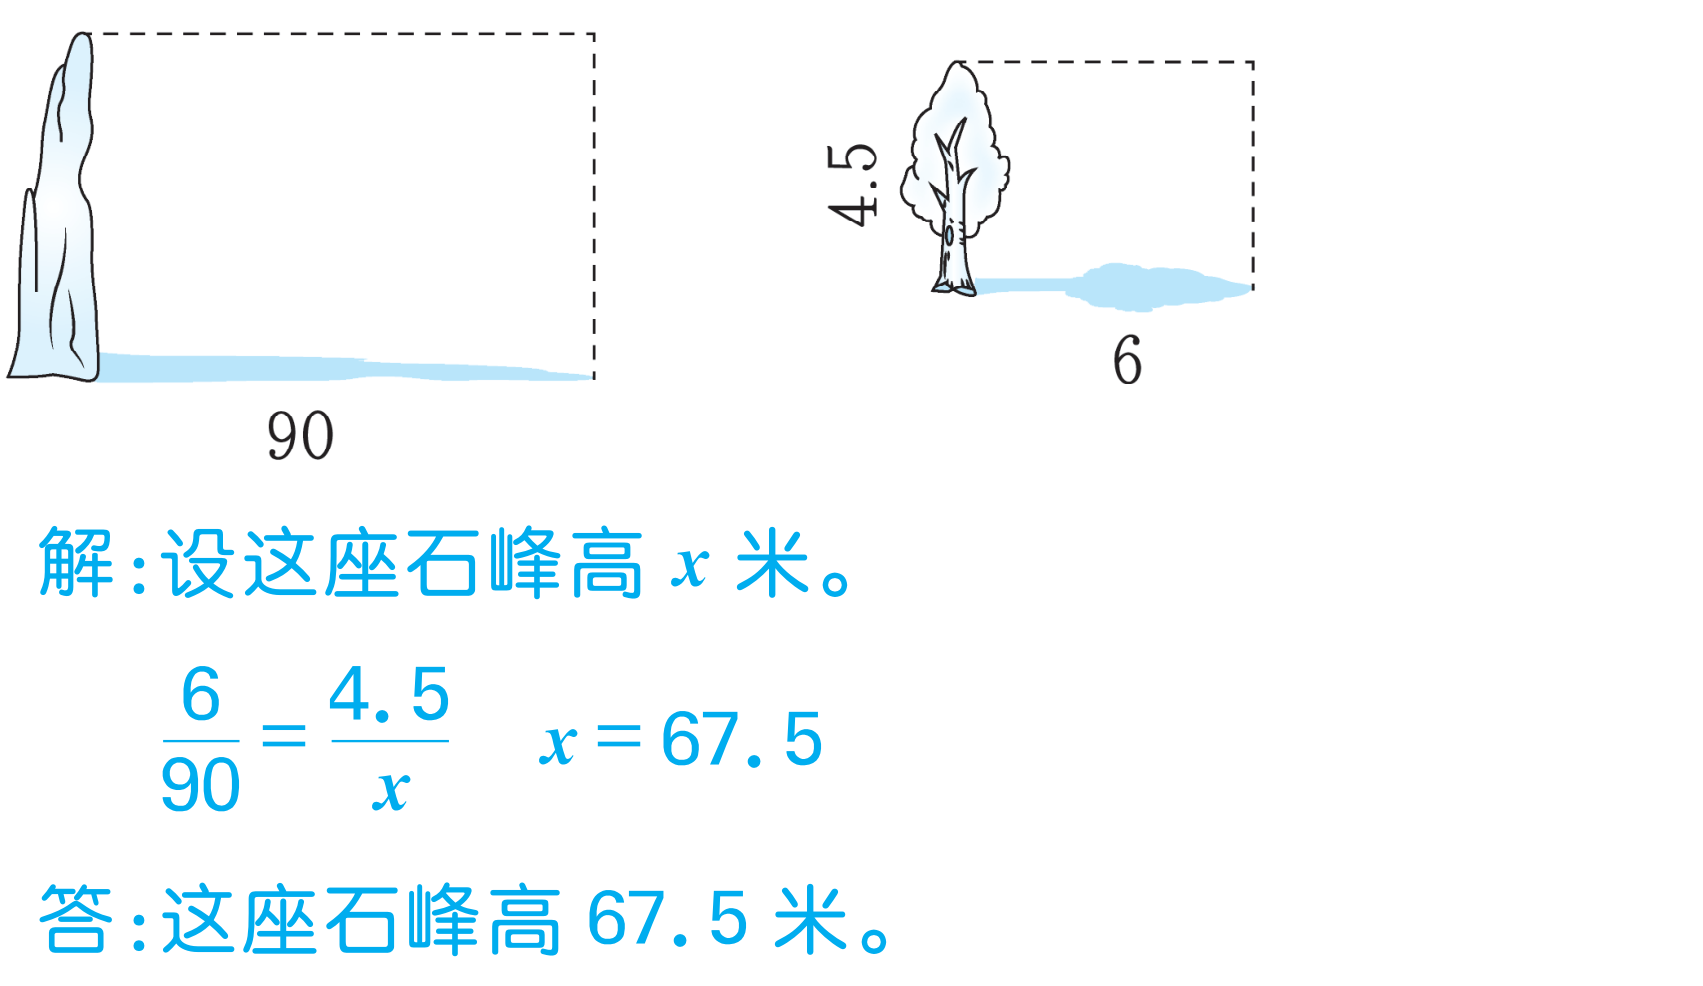 4.5
90
6
解:设这座石峰高 x 米。
6/90 = 4.5/x x = 67.5
答:这座石峰高 67.5 米。